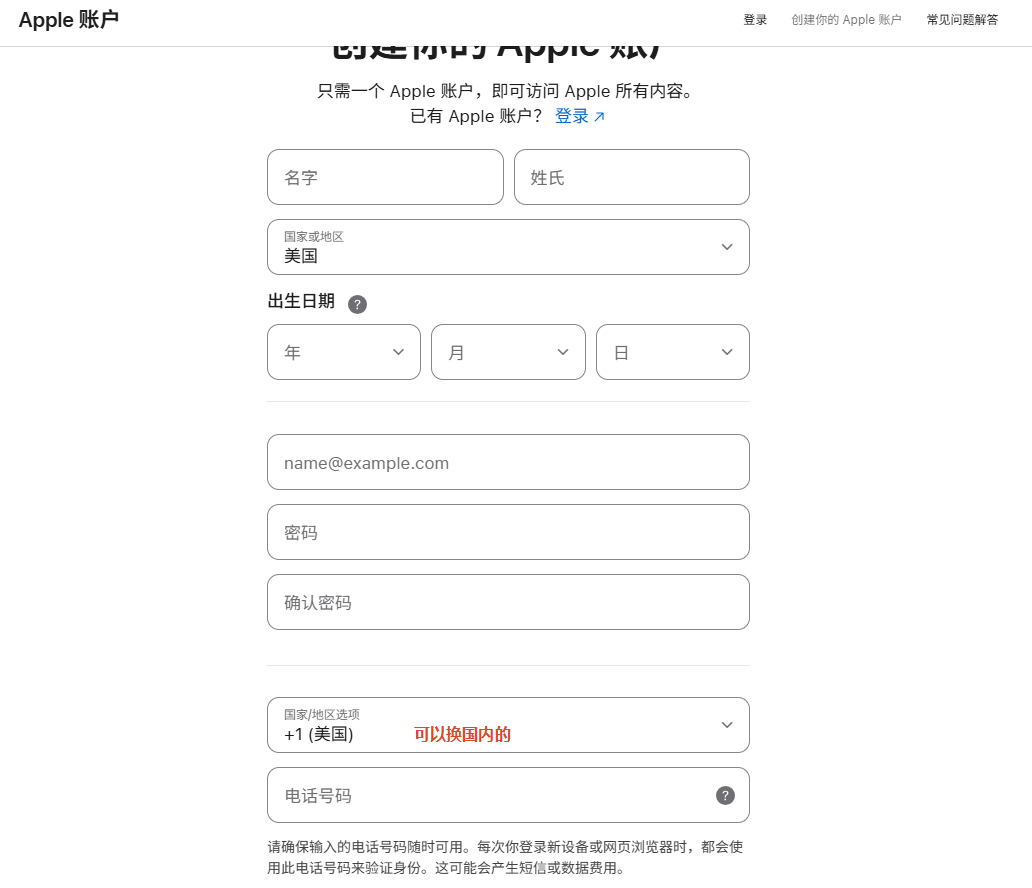 Apple 账户
登录 创建你的 Apple 账户 常见问题解答
创建你的 Apple 账户
只需一个 Apple 账户，即可访问 Apple 所有内容。
已有 Apple 账户？ 登录 ↗
名字 姓氏
国家或地区
美国
出生日期 ?
年 月 日
name@example.com
密码
确认密码
国家/地区选项
+1 (美国) 可以换国内的
电话号码 ?
请确保输入的电话号码随时可用。每次你登录新设备或网页浏览器时，都会使
用此电话号码来验证身份。这可能会产生短信或数据费用。